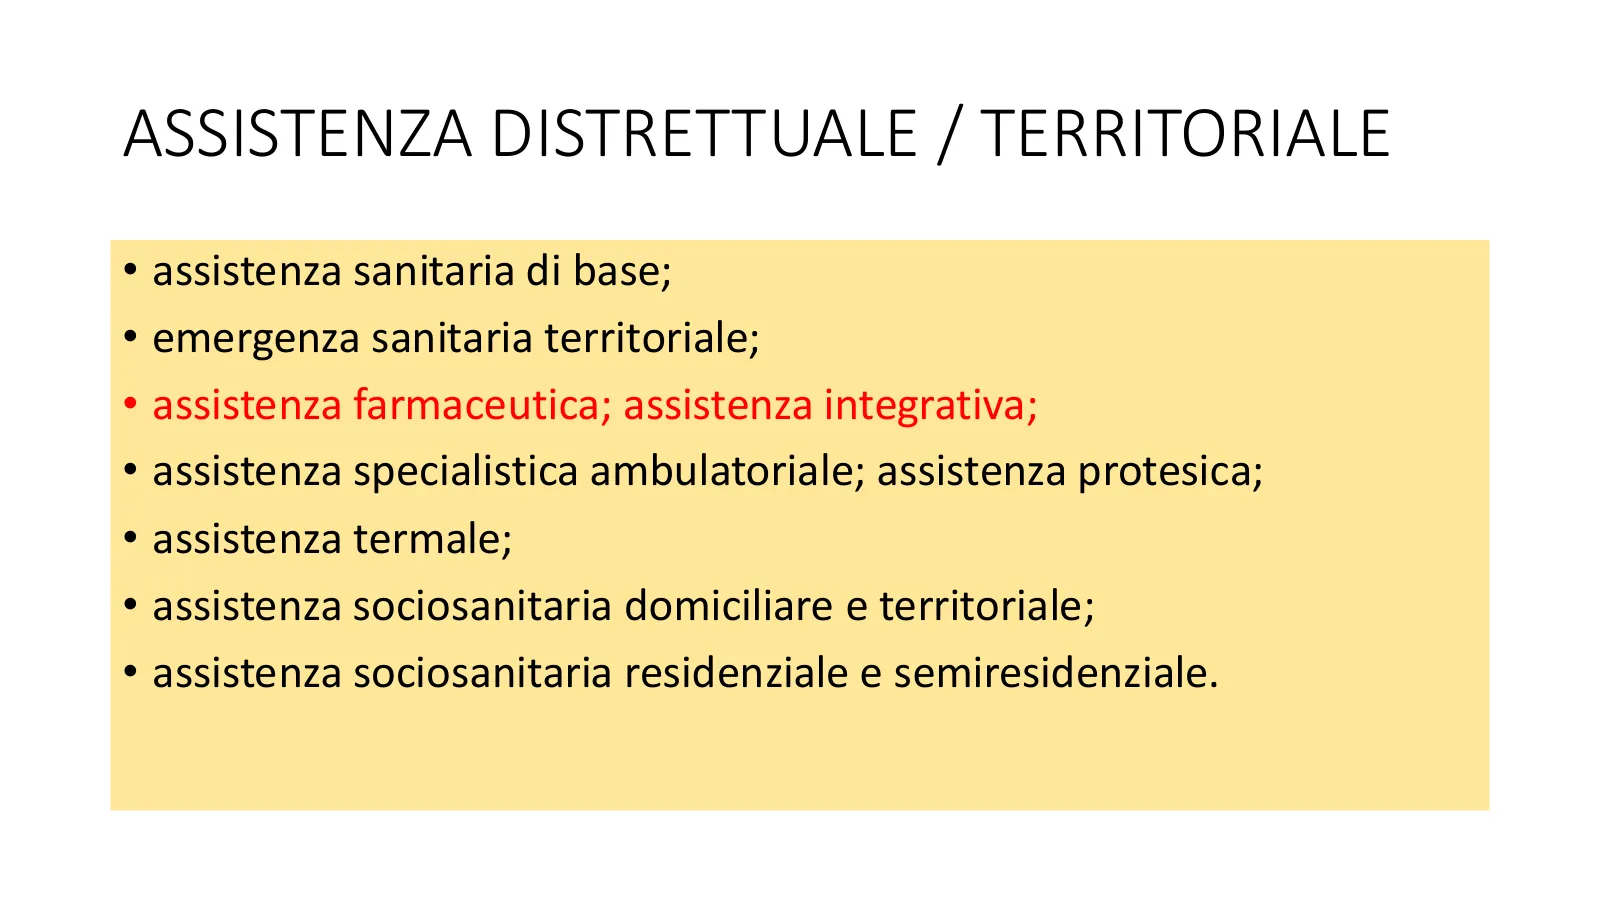 ASSISTENZA DISTRETTUALE / TERRITORIALE
• assistenza sanitaria di base;
• emergenza sanitaria territoriale;
• assistenza farmaceutica; assistenza integrativa;
• assistenza specialistica ambulatoriale; assistenza protesica;
• assistenza termale;
• assistenza sociosanitaria domiciliare e territoriale;
• assistenza sociosanitaria residenziale e semiresidenziale.